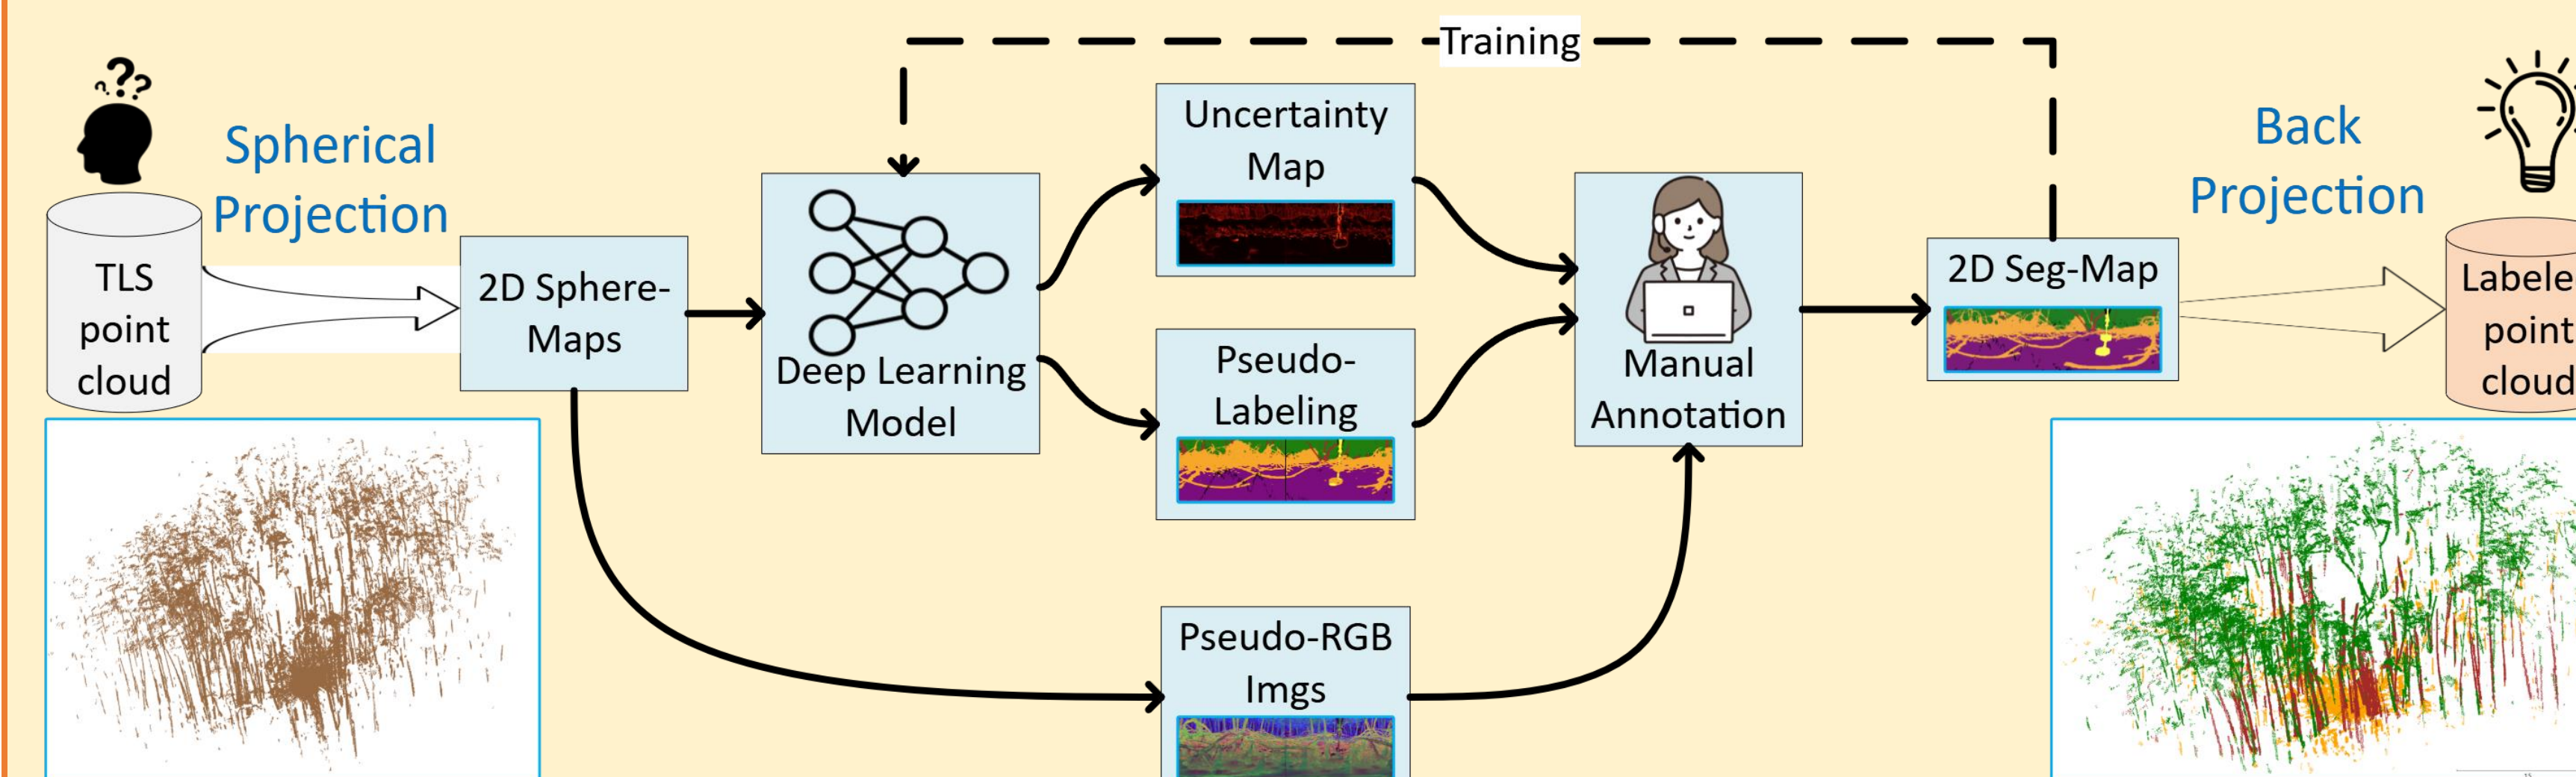 Training
???
Spherical
Projection
TLS
point
cloud
2D Sphere-
Maps
Deep Learning
Model
Uncertainty
Map
Pseudo-
Labeling
Pseudo-RGB
Imgs
Manual
Annotation
2D Seg-Map
Back
Projection
Labele
point
cloud